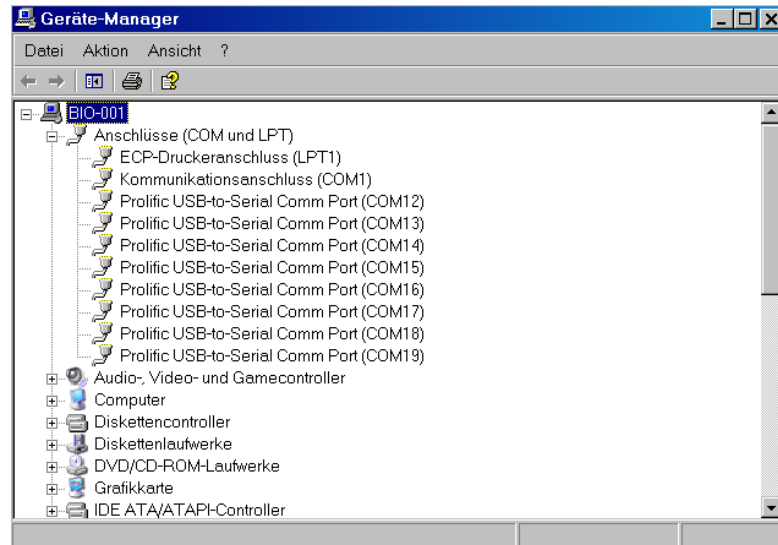 Geräte-Manager
Datei Aktion Ansicht ?
BIO-001
Anschlüsse (COM und LPT)
ECP-Druckeranschluss (LPT1)
Kommunikationsanschluss (COM1)
Prolific USB-to-Serial Comm Port (COM12)
Prolific USB-to-Serial Comm Port (COM13)
Prolific USB-to-Serial Comm Port (COM14)
Prolific USB-to-Serial Comm Port (COM15)
Prolific USB-to-Serial Comm Port (COM16)
Prolific USB-to-Serial Comm Port (COM17)
Prolific USB-to-Serial Comm Port (COM18)
Prolific USB-to-Serial Comm Port (COM19)
Audio-, Video- und Gamecontroller
Computer
Diskettencontroller
Diskettenlaufwerke
DVD/CD-ROM-Laufwerke
Grafikkarte
IDE ATA/ATAPI-Controller